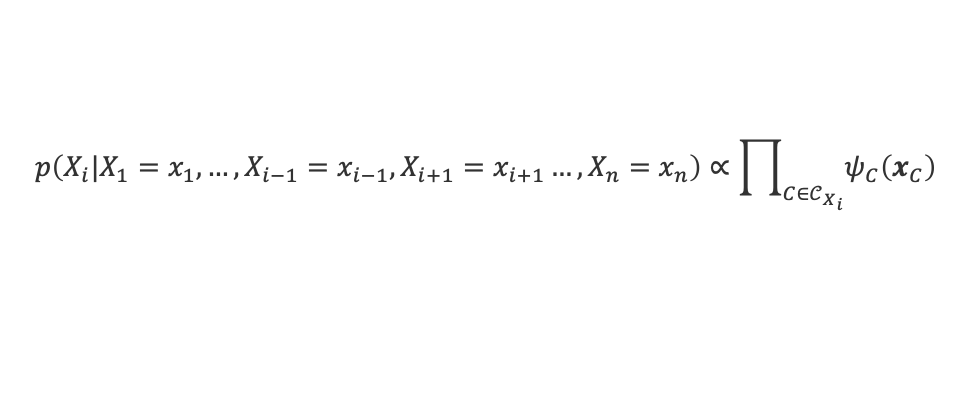 p(X_i|X_1 = x_1, …, X_{i−1} = x_{i−1}, X_{i+1} = x_{i+1} …, X_n = x_n) ∝ ∏_{C∈𝒞_{X_i}} ψ_C(𝒙_C)